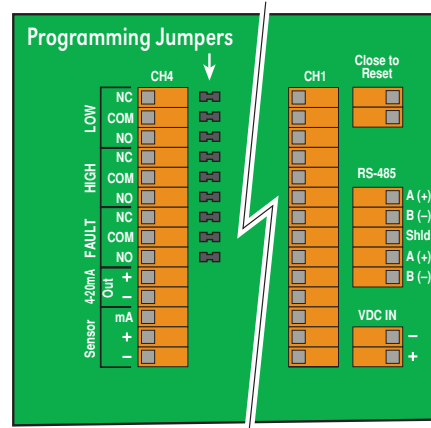 Programming Jumpers
CH4
CH1
Close to
Reset
LOW
NC
COM
NO
HIGH
NC
COM
NO
FAULT
NC
COM
NO
4-20mA
Out
+
–
Sensor
mA
+
–
RS-485
A (+)
B (–)
Shld
A (+)
B (–)
VDC IN
–
+